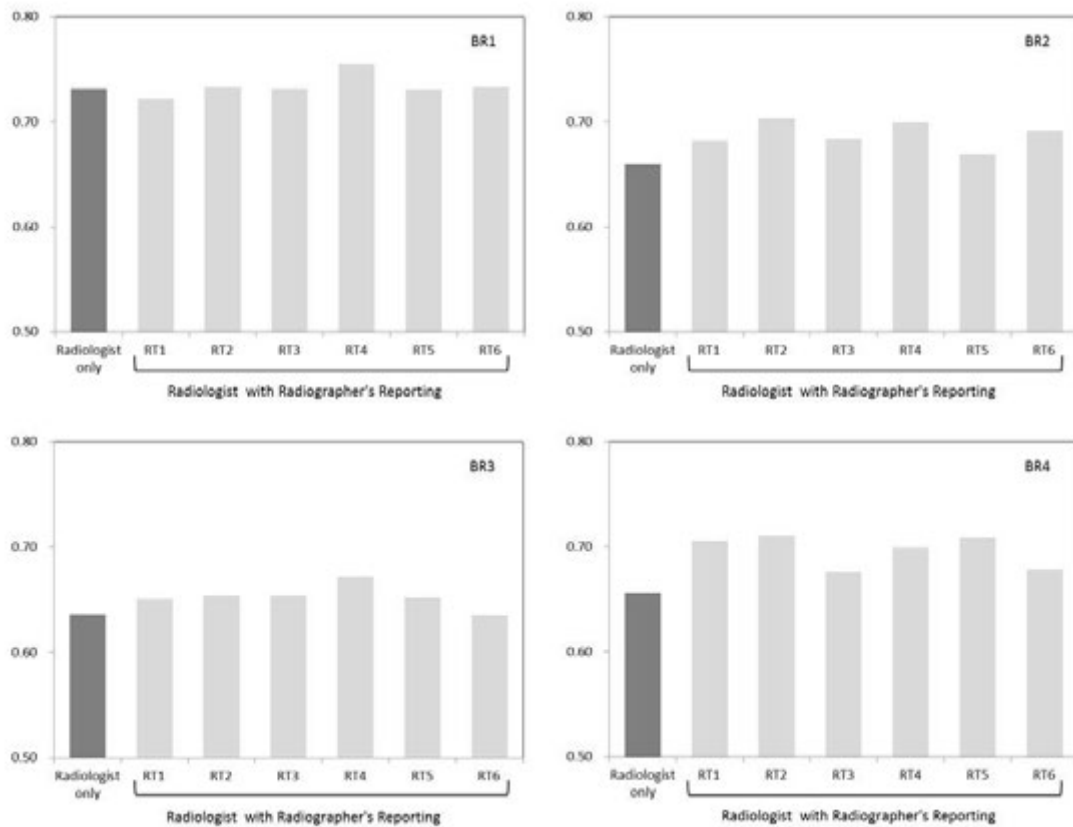 BR1
0.80
0.70
0.60
0.50
Radiologist only
RT1 RT2 RT3 RT4 RT5 RT6
Radiologist with Radiographer's Reporting
BR2
0.80
0.70
0.60
0.50
Radiologist only
RT1 RT2 RT3 RT4 RT5 RT6
Radiologist with Radiographer's Reporting
BR3
0.80
0.70
0.60
0.50
Radiologist only
RT1 RT2 RT3 RT4 RT5 RT6
Radiologist with Radiographer's Reporting
BR4
0.80
0.70
0.60
0.50
Radiologist only
RT1 RT2 RT3 RT4 RT5 RT6
Radiologist with Radiographer's Reporting